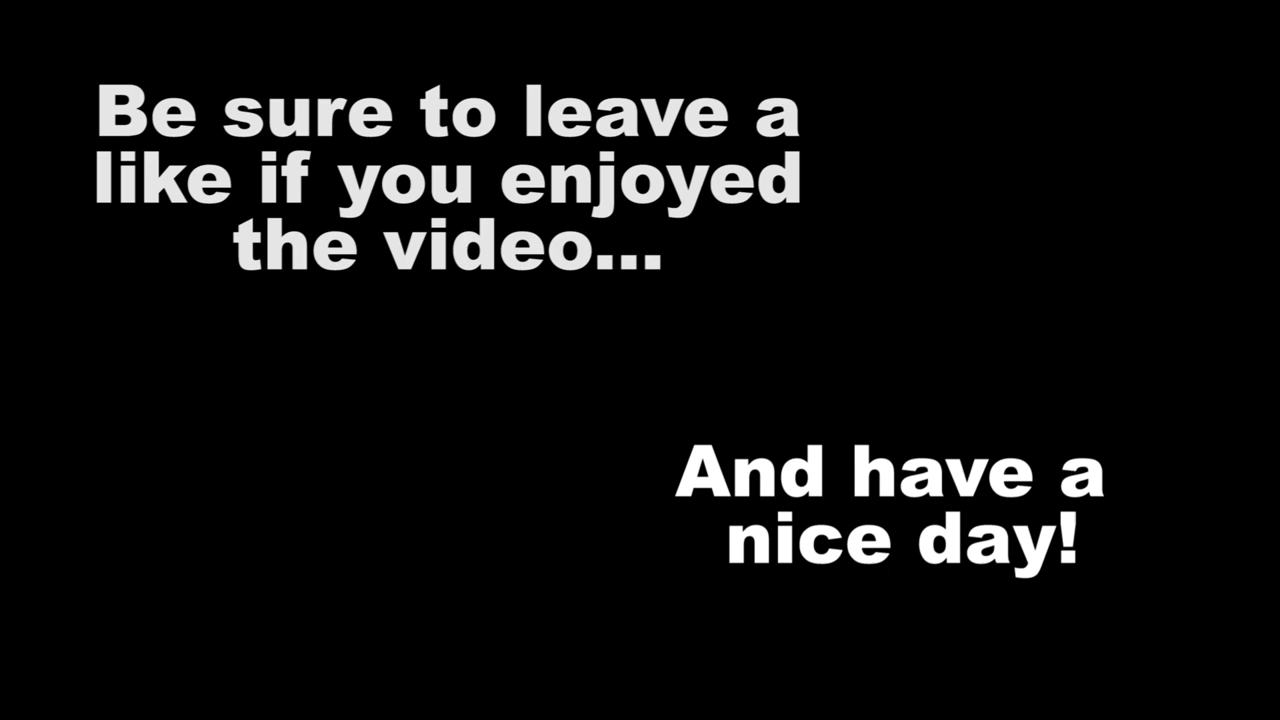 Be sure to leave a
like if you enjoyed
the video...
And have a
nice day!